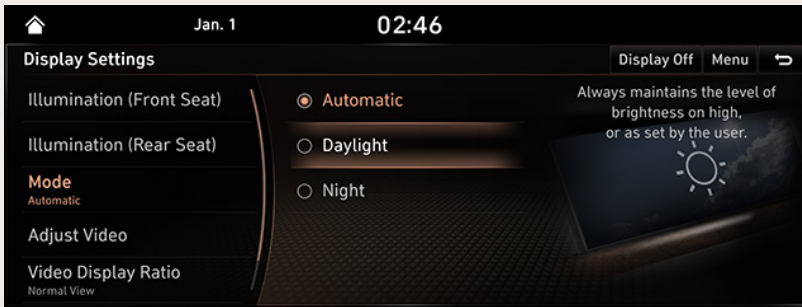 Jan. 1
02:46
Display Settings
Display Off
Menu
Illumination (Front Seat)
Illumination (Rear Seat)
Mode
Automatic
Adjust Video
Video Display Ratio
Normal View
Automatic
Daylight
Night
Always maintains the level of
brightness on high,
or as set by the user.